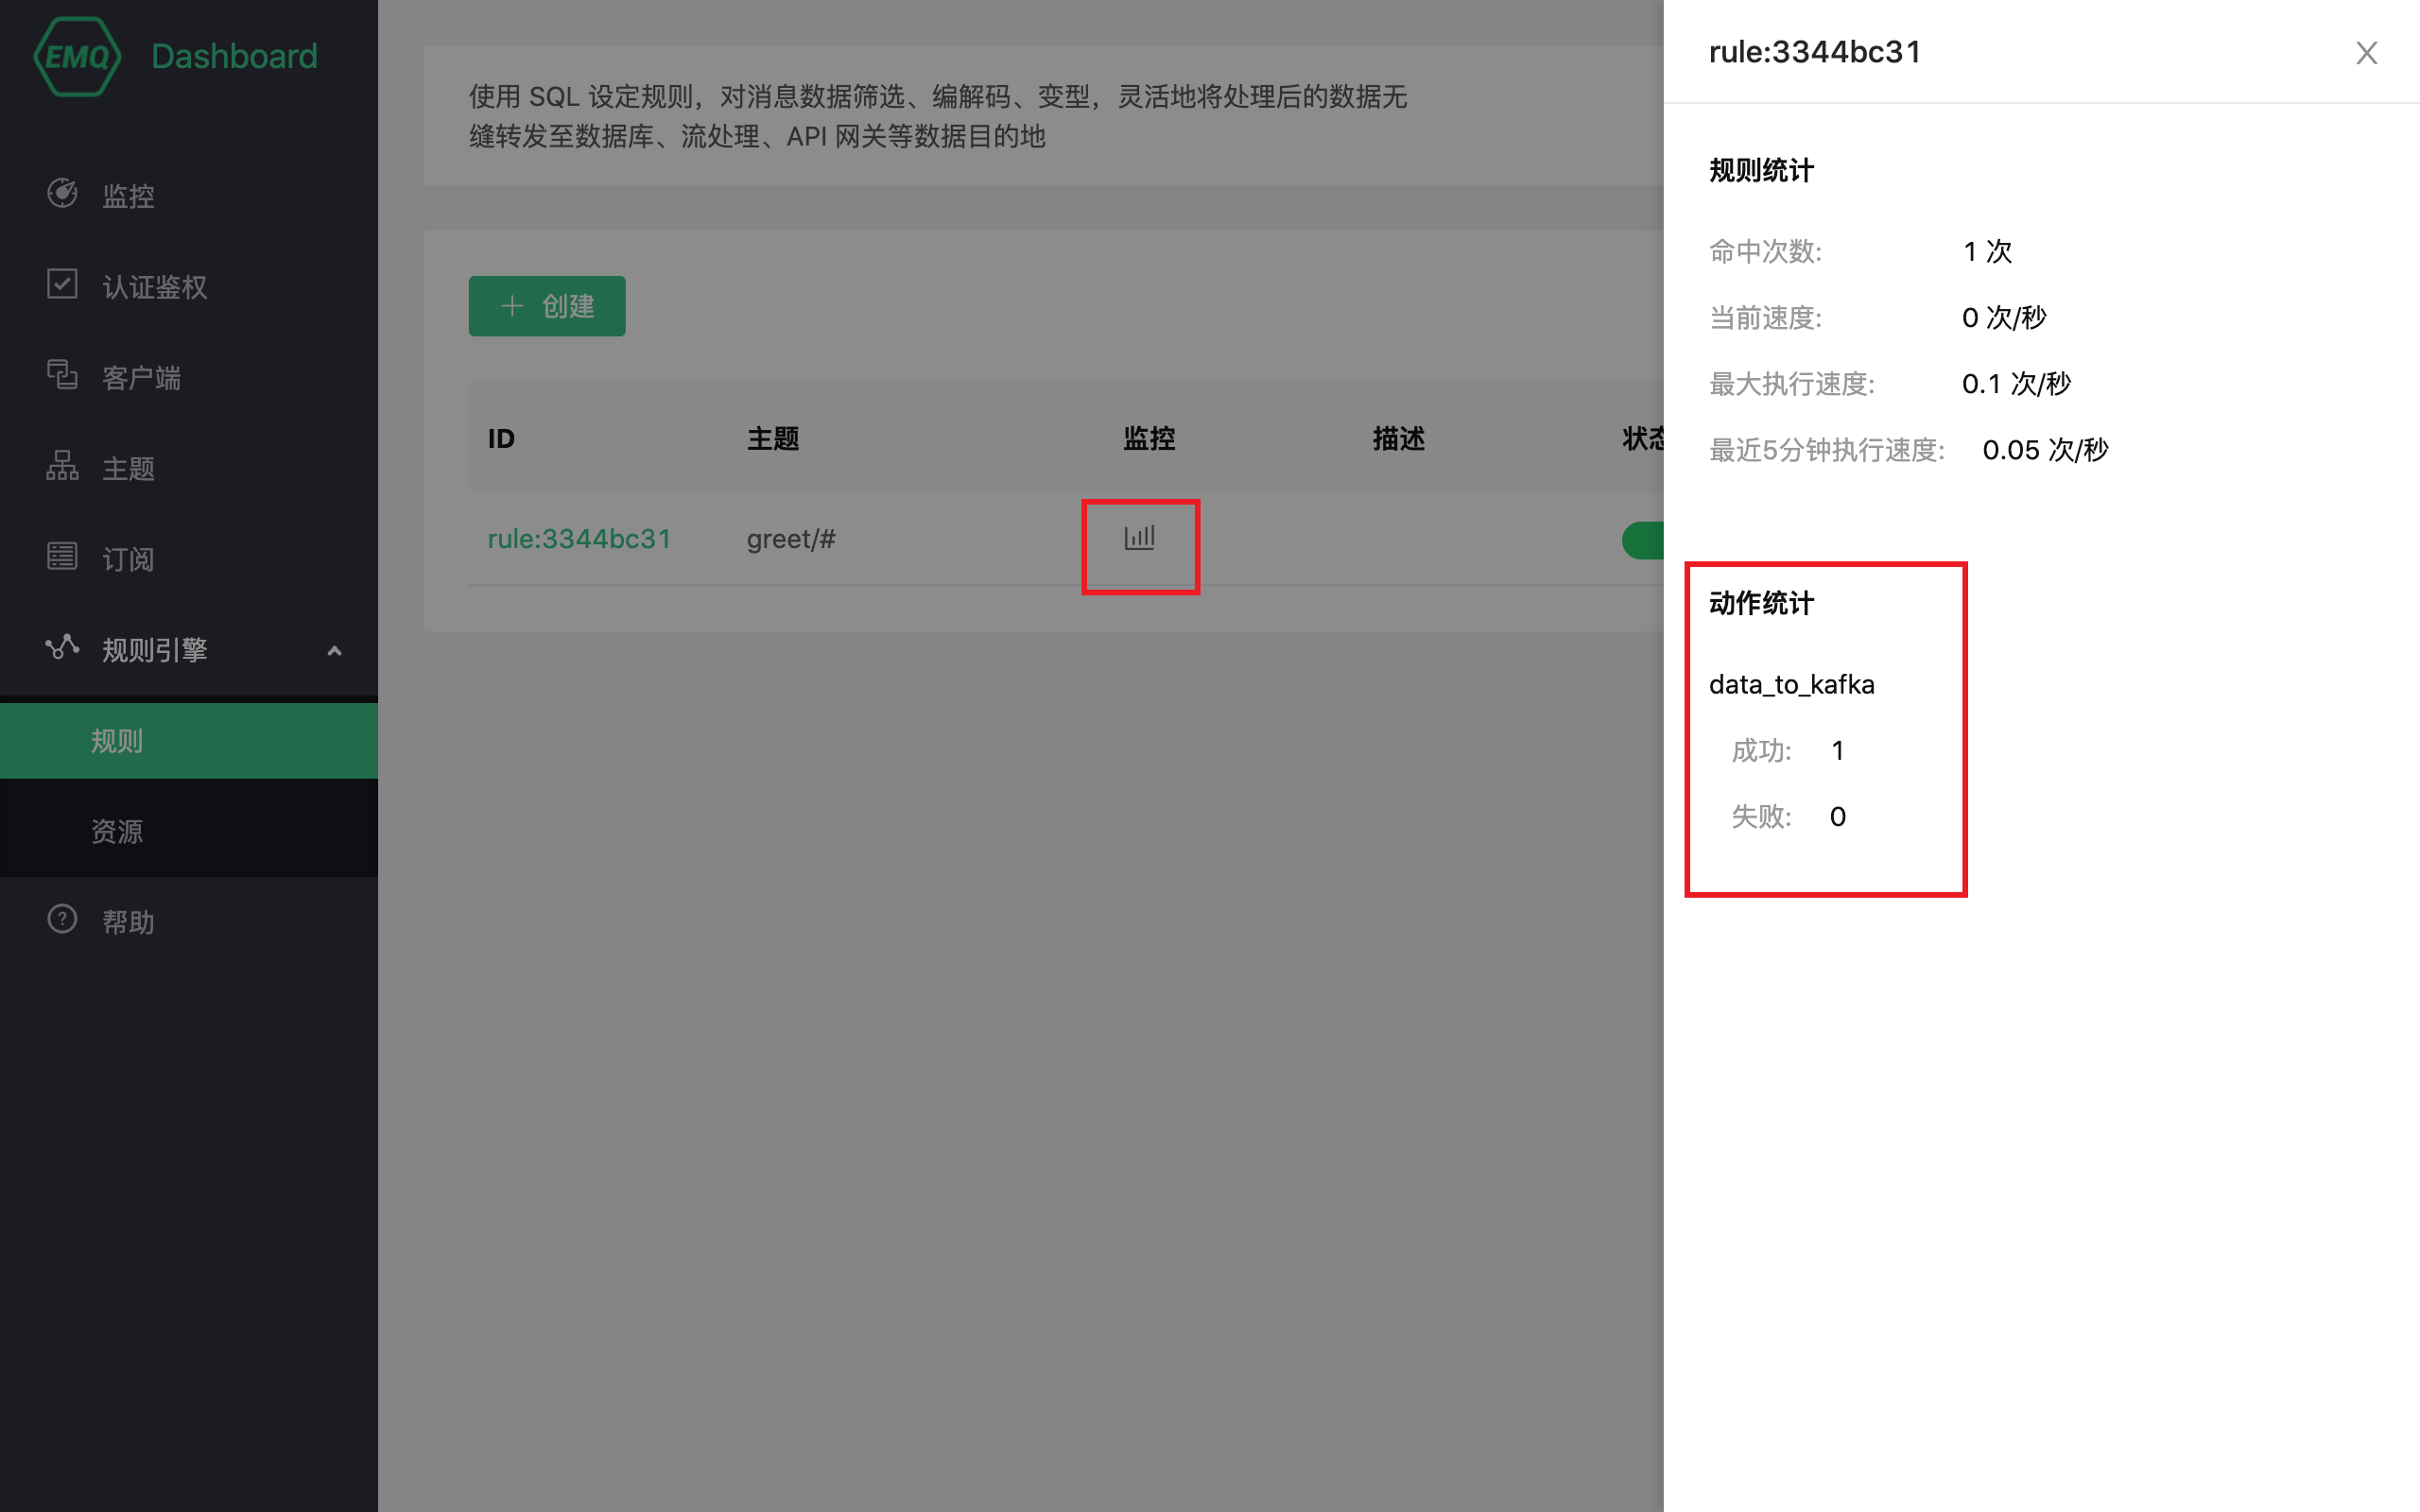 EMQ Dashboard
监控
认证鉴权
客户端
主题
订阅
规则引擎
规则
资源
帮助
使用 SQL 设定规则，对消息数据筛选、编解码、变型，灵活地将处理后的数据无
缝转发至数据库、流处理、API 网关等数据目的地
创建
ID 主题 监控 描述 状态
rule:3344bc31 greet/#
rule:3344bc31
规则统计
命中次数: 1 次
当前速度: 0 次/秒
最大执行速度: 0.1 次/秒
最近5分钟执行速度: 0.05 次/秒
动作统计
data_to_kafka
成功: 1
失败: 0